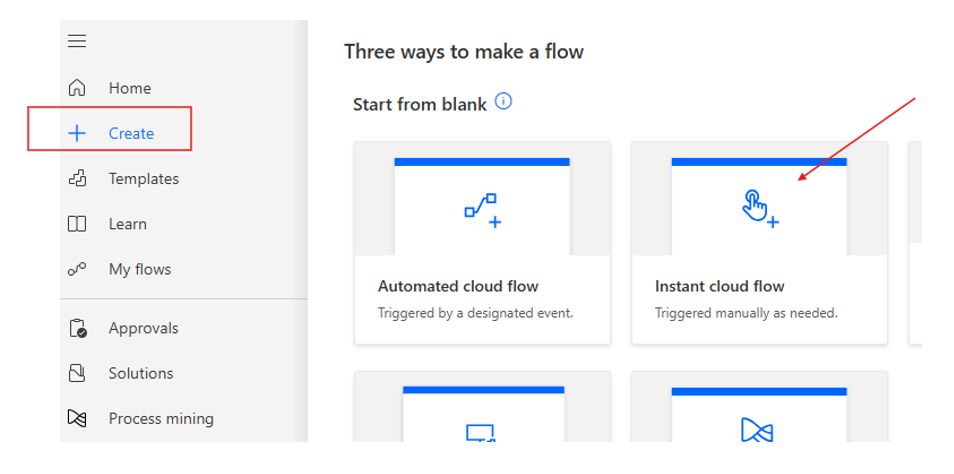 Home
Create
Templates
Learn
My flows
Approvals
Solutions
Process mining
Three ways to make a flow
Start from blank
Automated cloud flow
Triggered by a designated event.
Instant cloud flow
Triggered manually as needed.